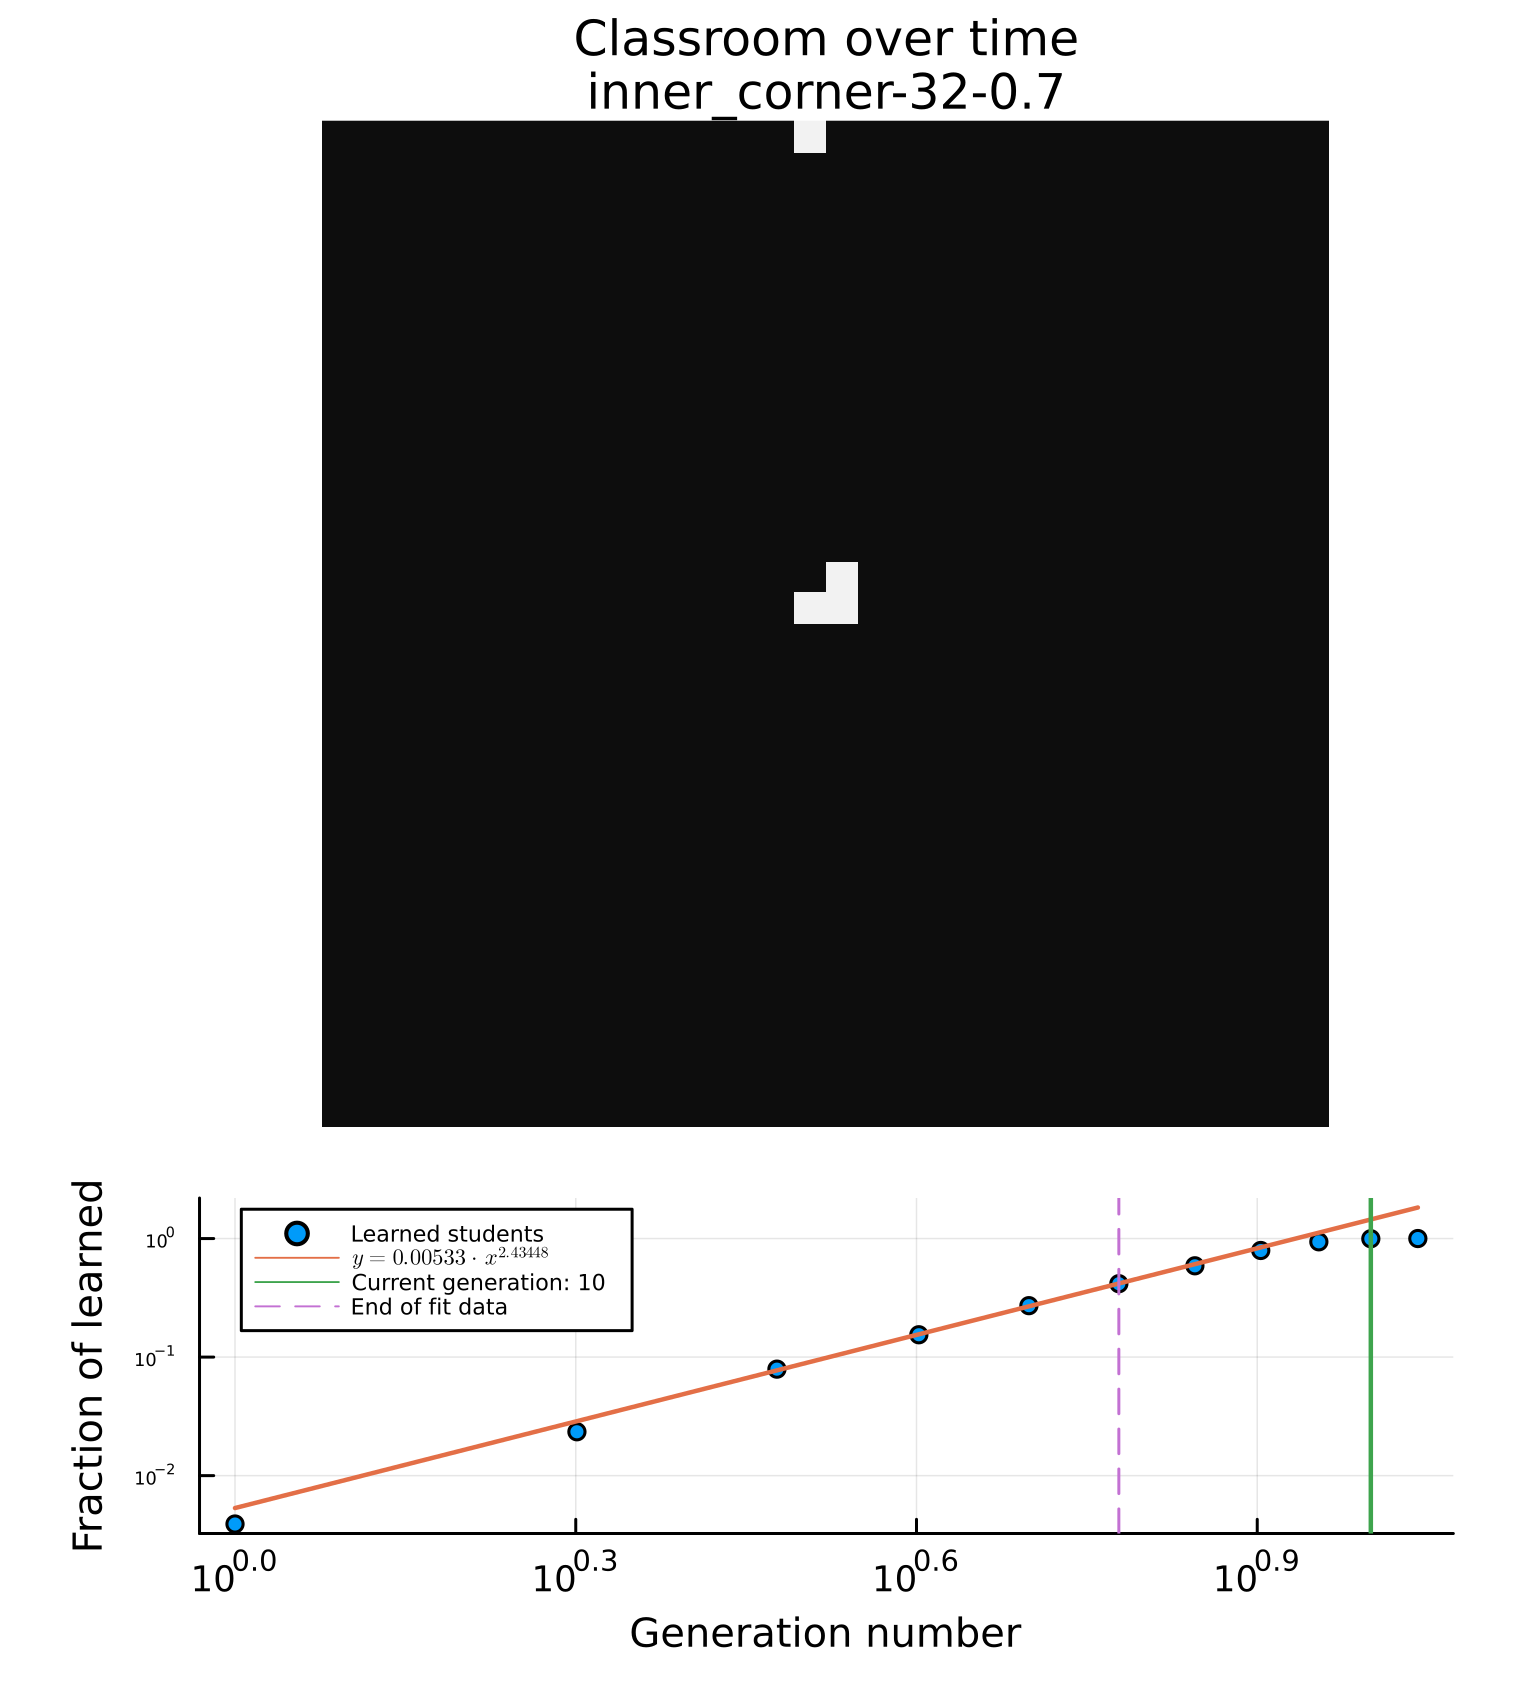 Classroom over time
inner_corner-32-0.7
Fraction of learned
10⁰
10⁻¹
10⁻²
Learned students
y = 0.00533 · x^{2.43448}
Current generation: 10
End of fit data
10^{0.0}
10^{0.3}
10^{0.6}
10^{0.9}
Generation number